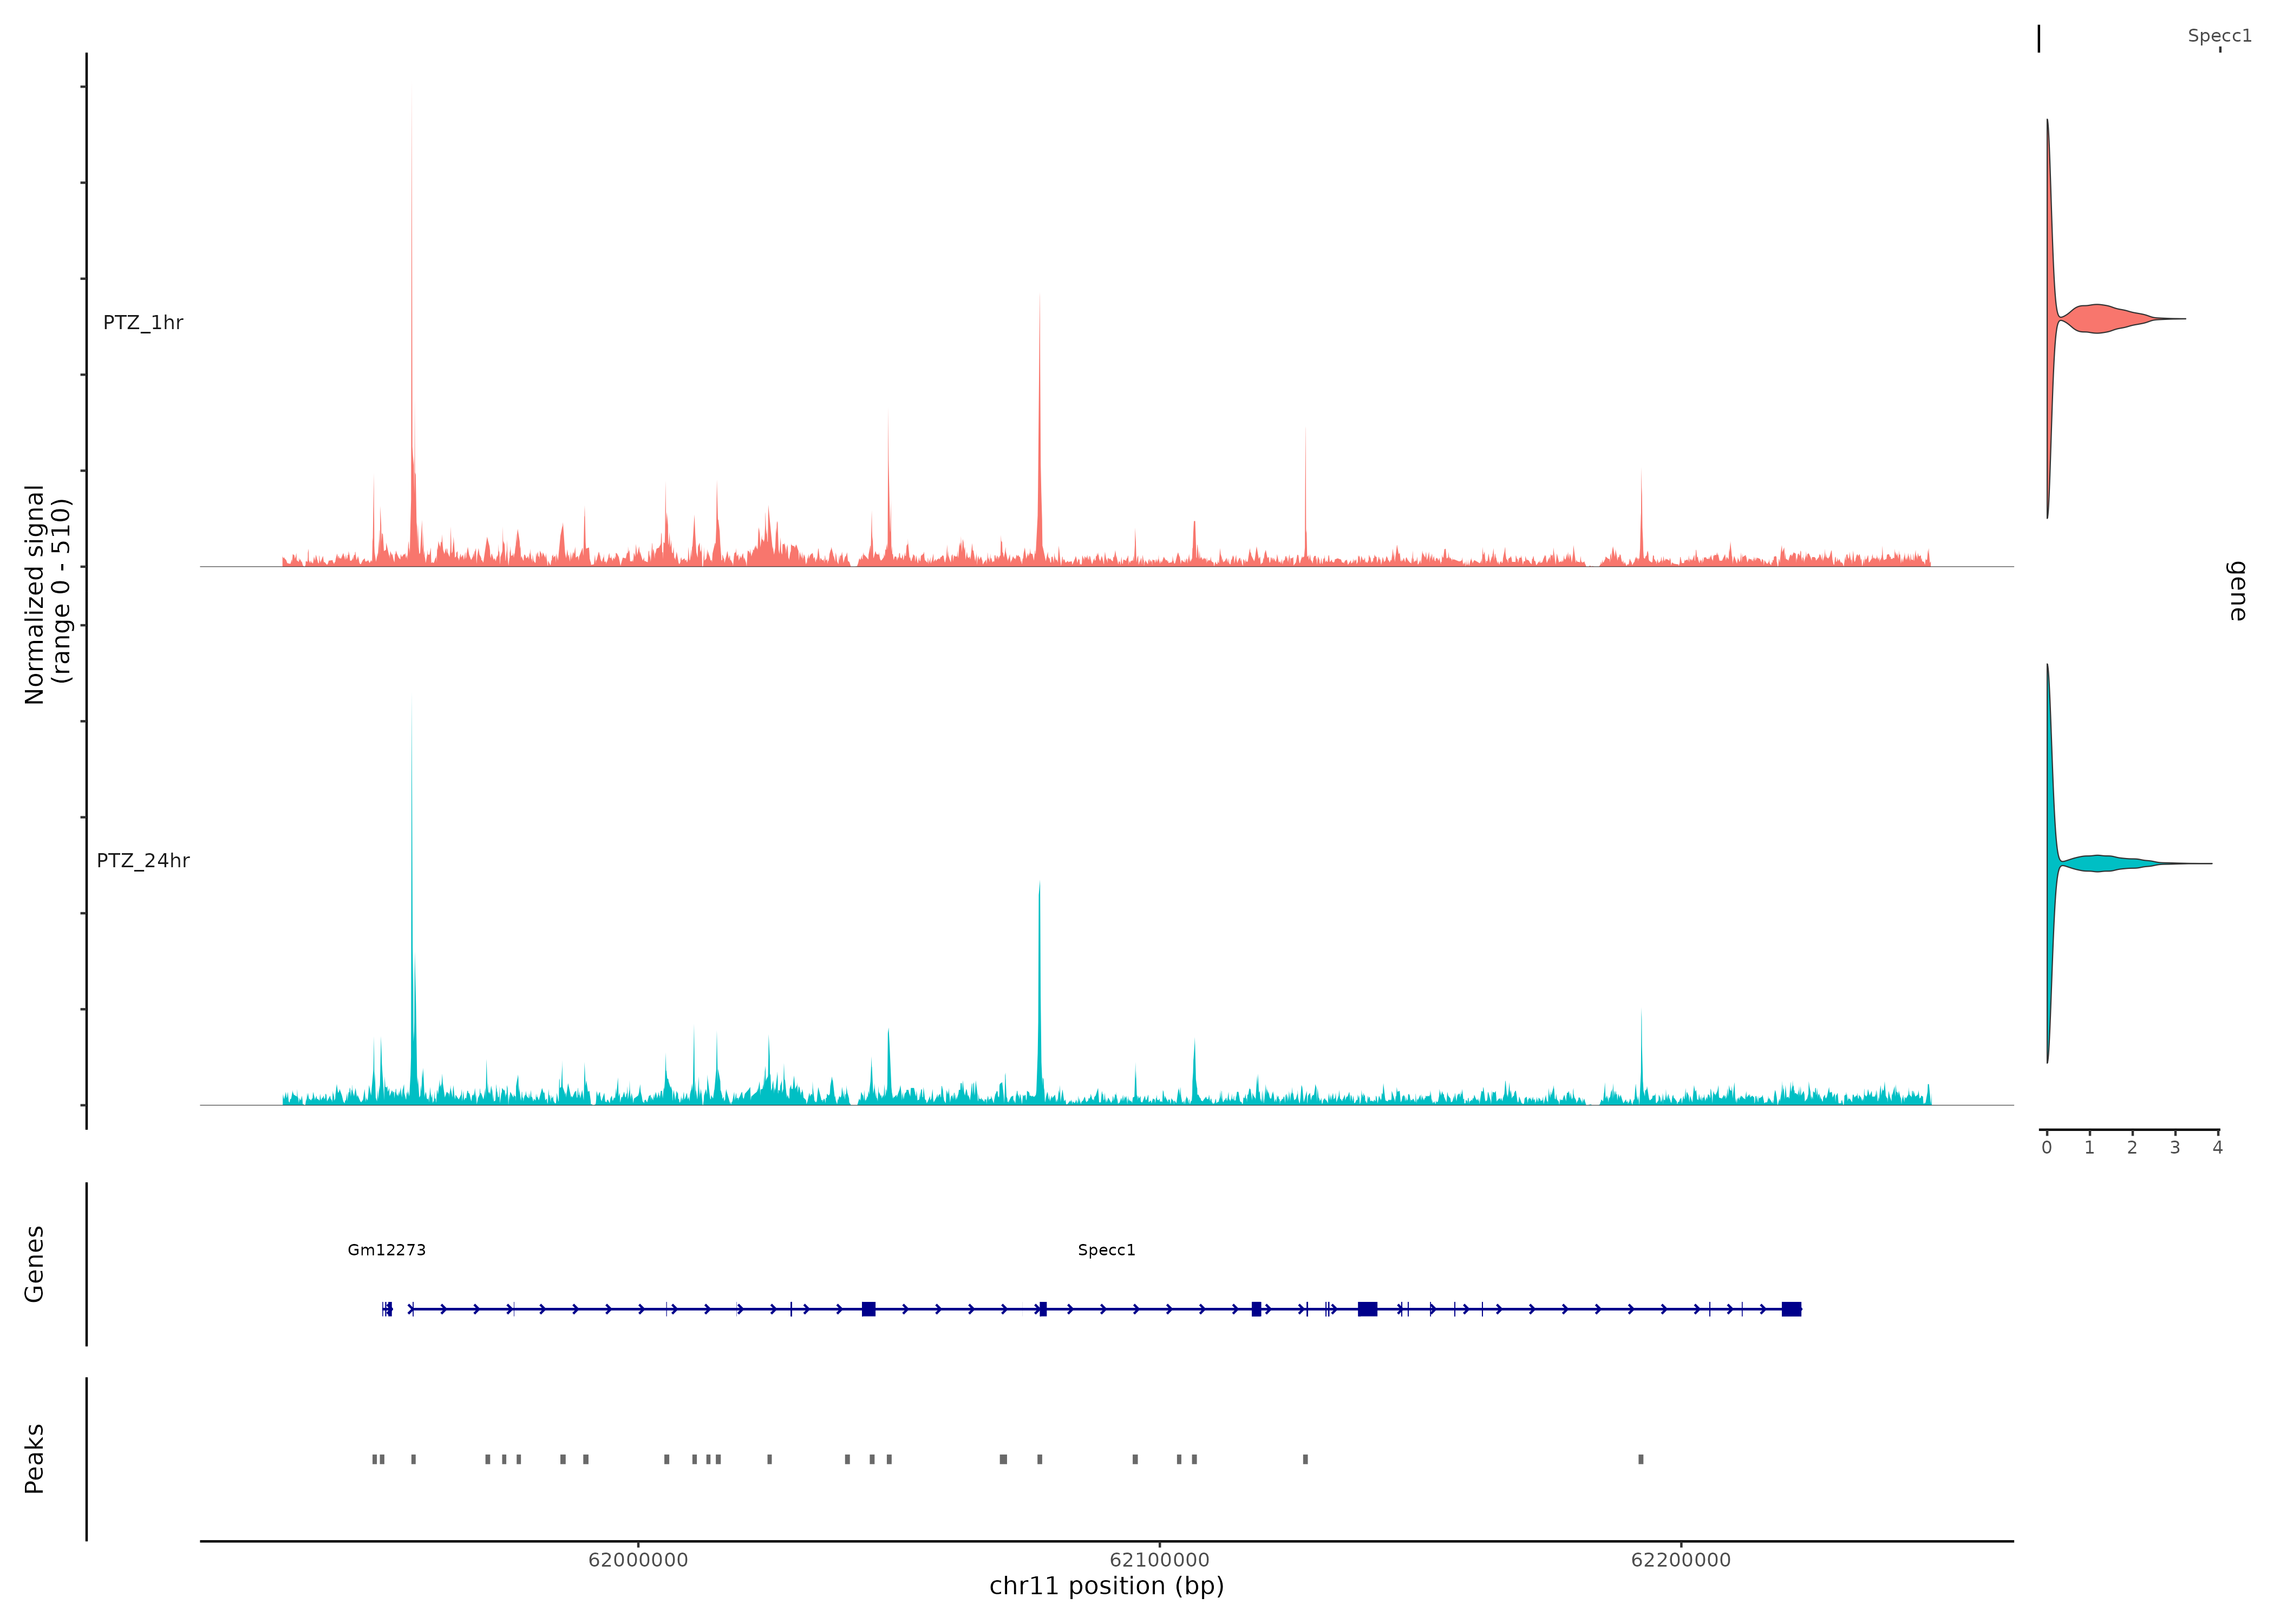 Specc1
Normalized signal
(range 0 - 510)
PTZ_1hr
gene
PTZ_24hr
0 1 2 3 4
Genes
Gm12273
Specc1
Peaks
62000000
62100000
62200000
chr11 position (bp)